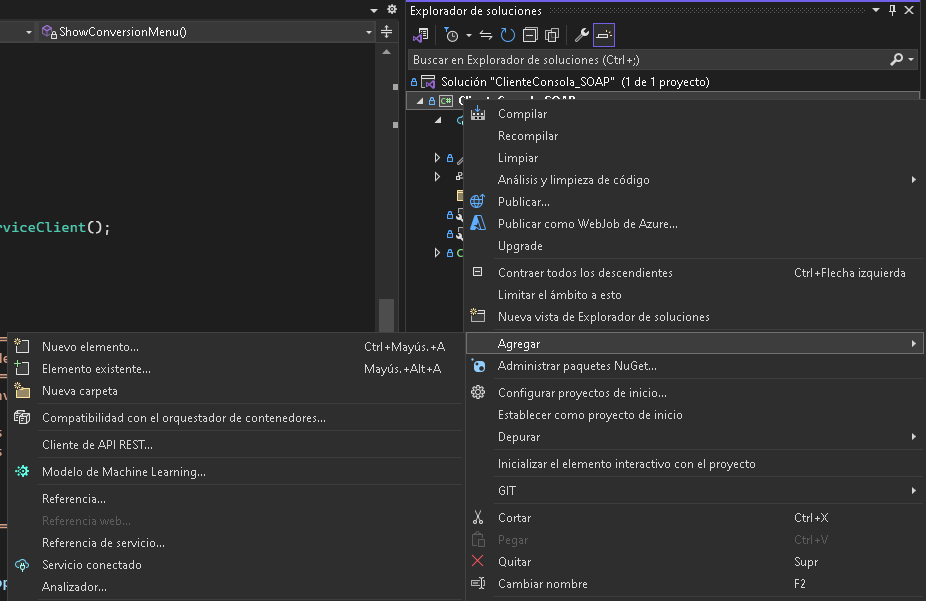 Explorador de soluciones
ShowConversionMenu()
Buscar en Explorador de soluciones (Ctrl+;)
Solución "ClienteConsola_SOAP" (1 de 1 proyecto)
C# ClienteConsola_SOAP
rviceClient();
Compilar
Recompilar
Limpiar
Análisis y limpieza de código
Publicar...
Publicar como WebJob de Azure...
Upgrade
Contraer todos los descendientes Ctrl+Flecha izquierda
Limitar el ámbito a esto
Nueva vista de Explorador de soluciones
Agregar
Administrar paquetes NuGet...
Configurar proyectos de inicio...
Establecer como proyecto de inicio
Depurar
Inicializar el elemento interactivo con el proyecto
GIT
Cortar Ctrl+X
Pegar Ctrl+V
Quitar Supr
Cambiar nombre F2
Nuevo elemento... Ctrl+Mayús.+A
Elemento existente... Mayús.+Alt+A
Nueva carpeta
Compatibilidad con el orquestador de contenedores...
Cliente de API REST...
Modelo de Machine Learning...
Referencia...
Referencia web...
Referencia de servicio...
Servicio conectado
Analizador...